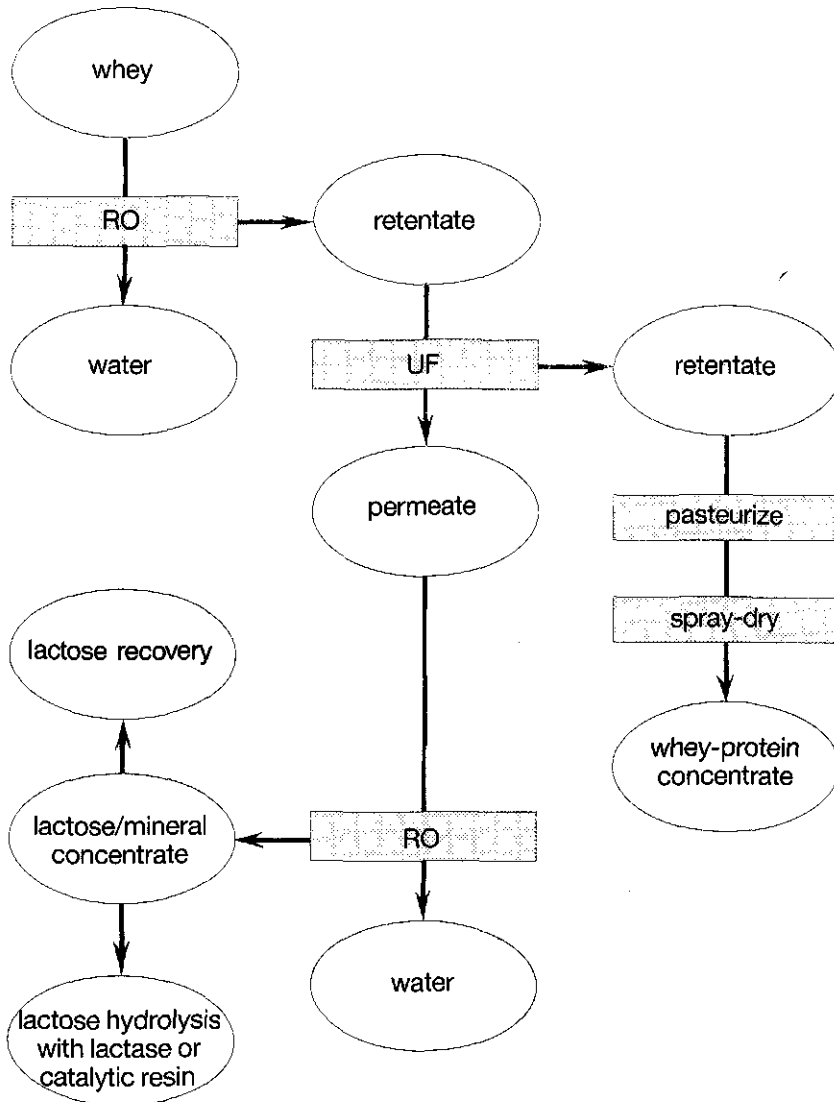 whey
RO
retentate
water
UF
retentate
permeate
pasteurize
spray-dry
lactose recovery
whey-protein
concentrate
lactose/mineral
concentrate
RO
water
lactose hydrolysis
with lactase or
catalytic resin